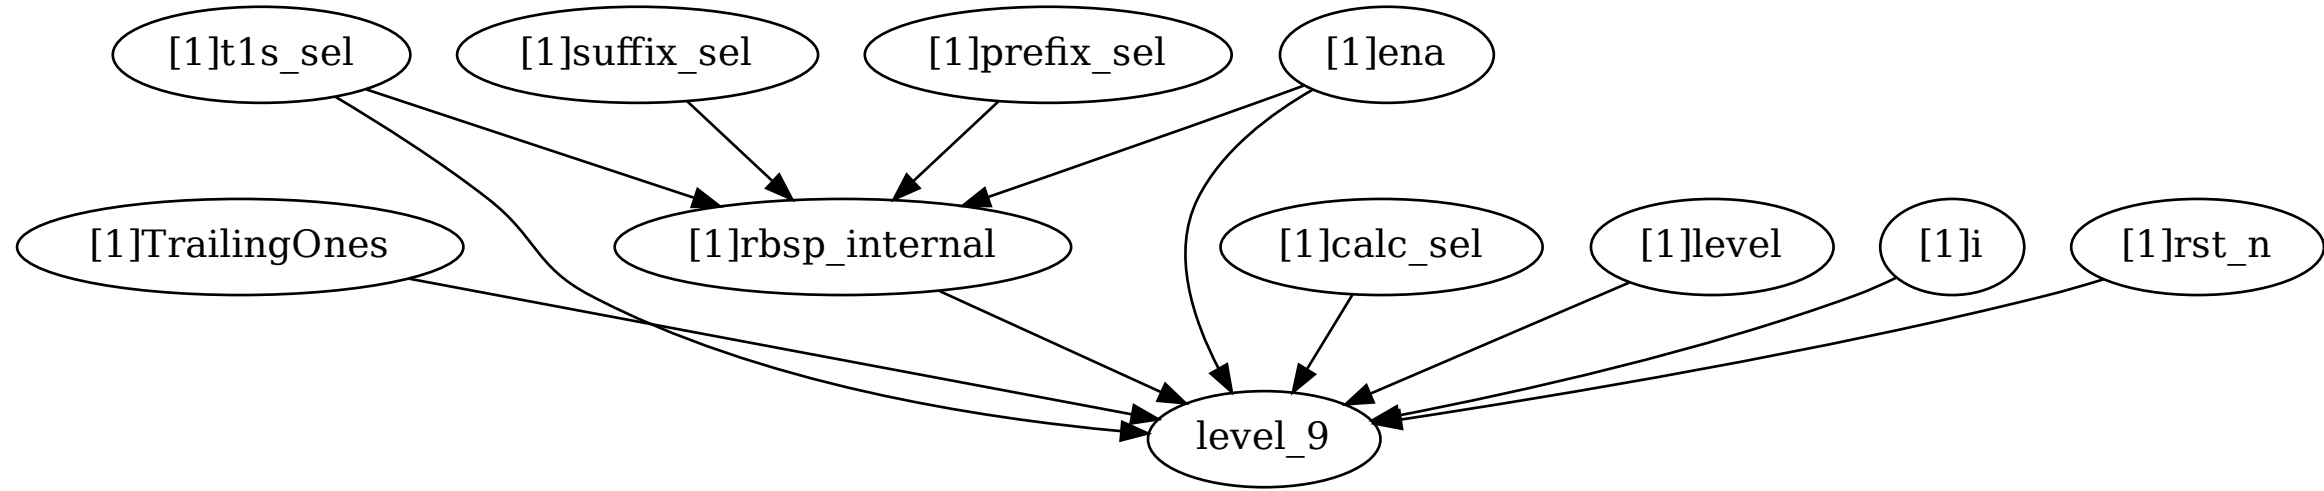 [1]t1s_sel
[1]suffix_sel
[1]prefix_sel
[1]ena
[1]TrailingOnes
[1]rbsp_internal
[1]calc_sel
[1]level
[1]i
[1]rst_n
level_9